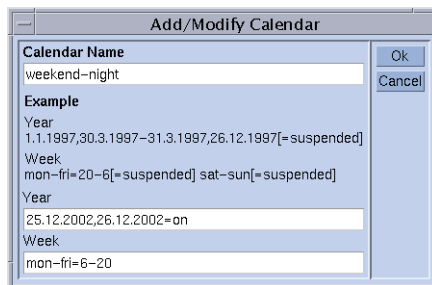 Add/Modify Calendar
Calendar Name
Ok
weekend-night
Cancel
Example
Year
1.1.1997,30.3.1997-31.3.1997,26.12.1997[=suspended]
Week
mon-fri=20-6[=suspended] sat-sun[=suspended]
Year
25.12.2002,26.12.2002=on
Week
mon-fri=6-20